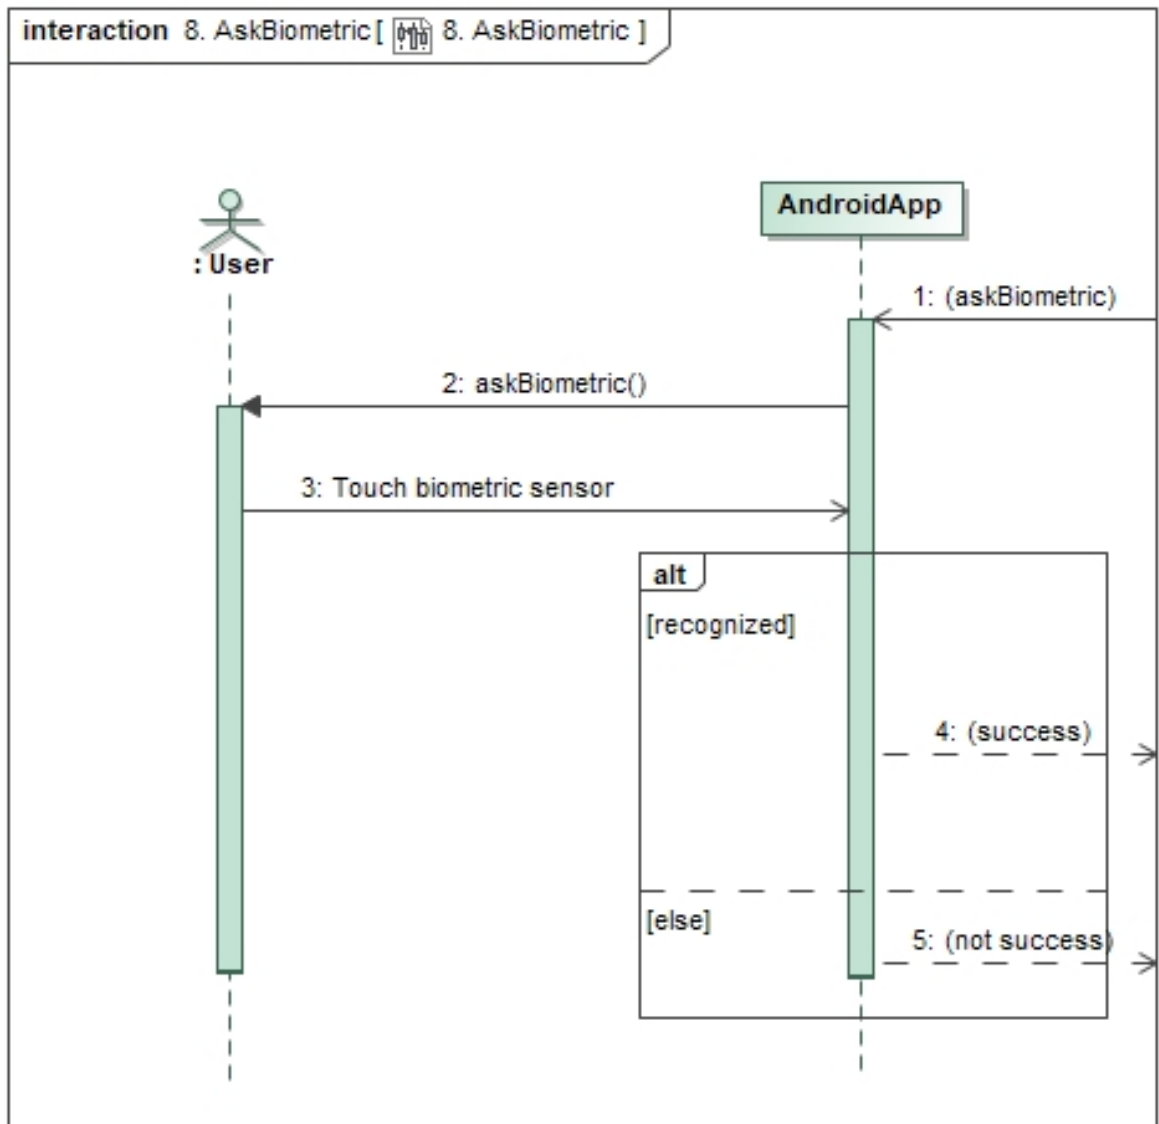 interaction 8. AskBiometric[ 8. AskBiometric ]
AndroidApp
: User
1: (askBiometric)
2: askBiometric()
3: Touch biometric sensor
alt
[recognized]
4: (success)
[else]
5: (not success)